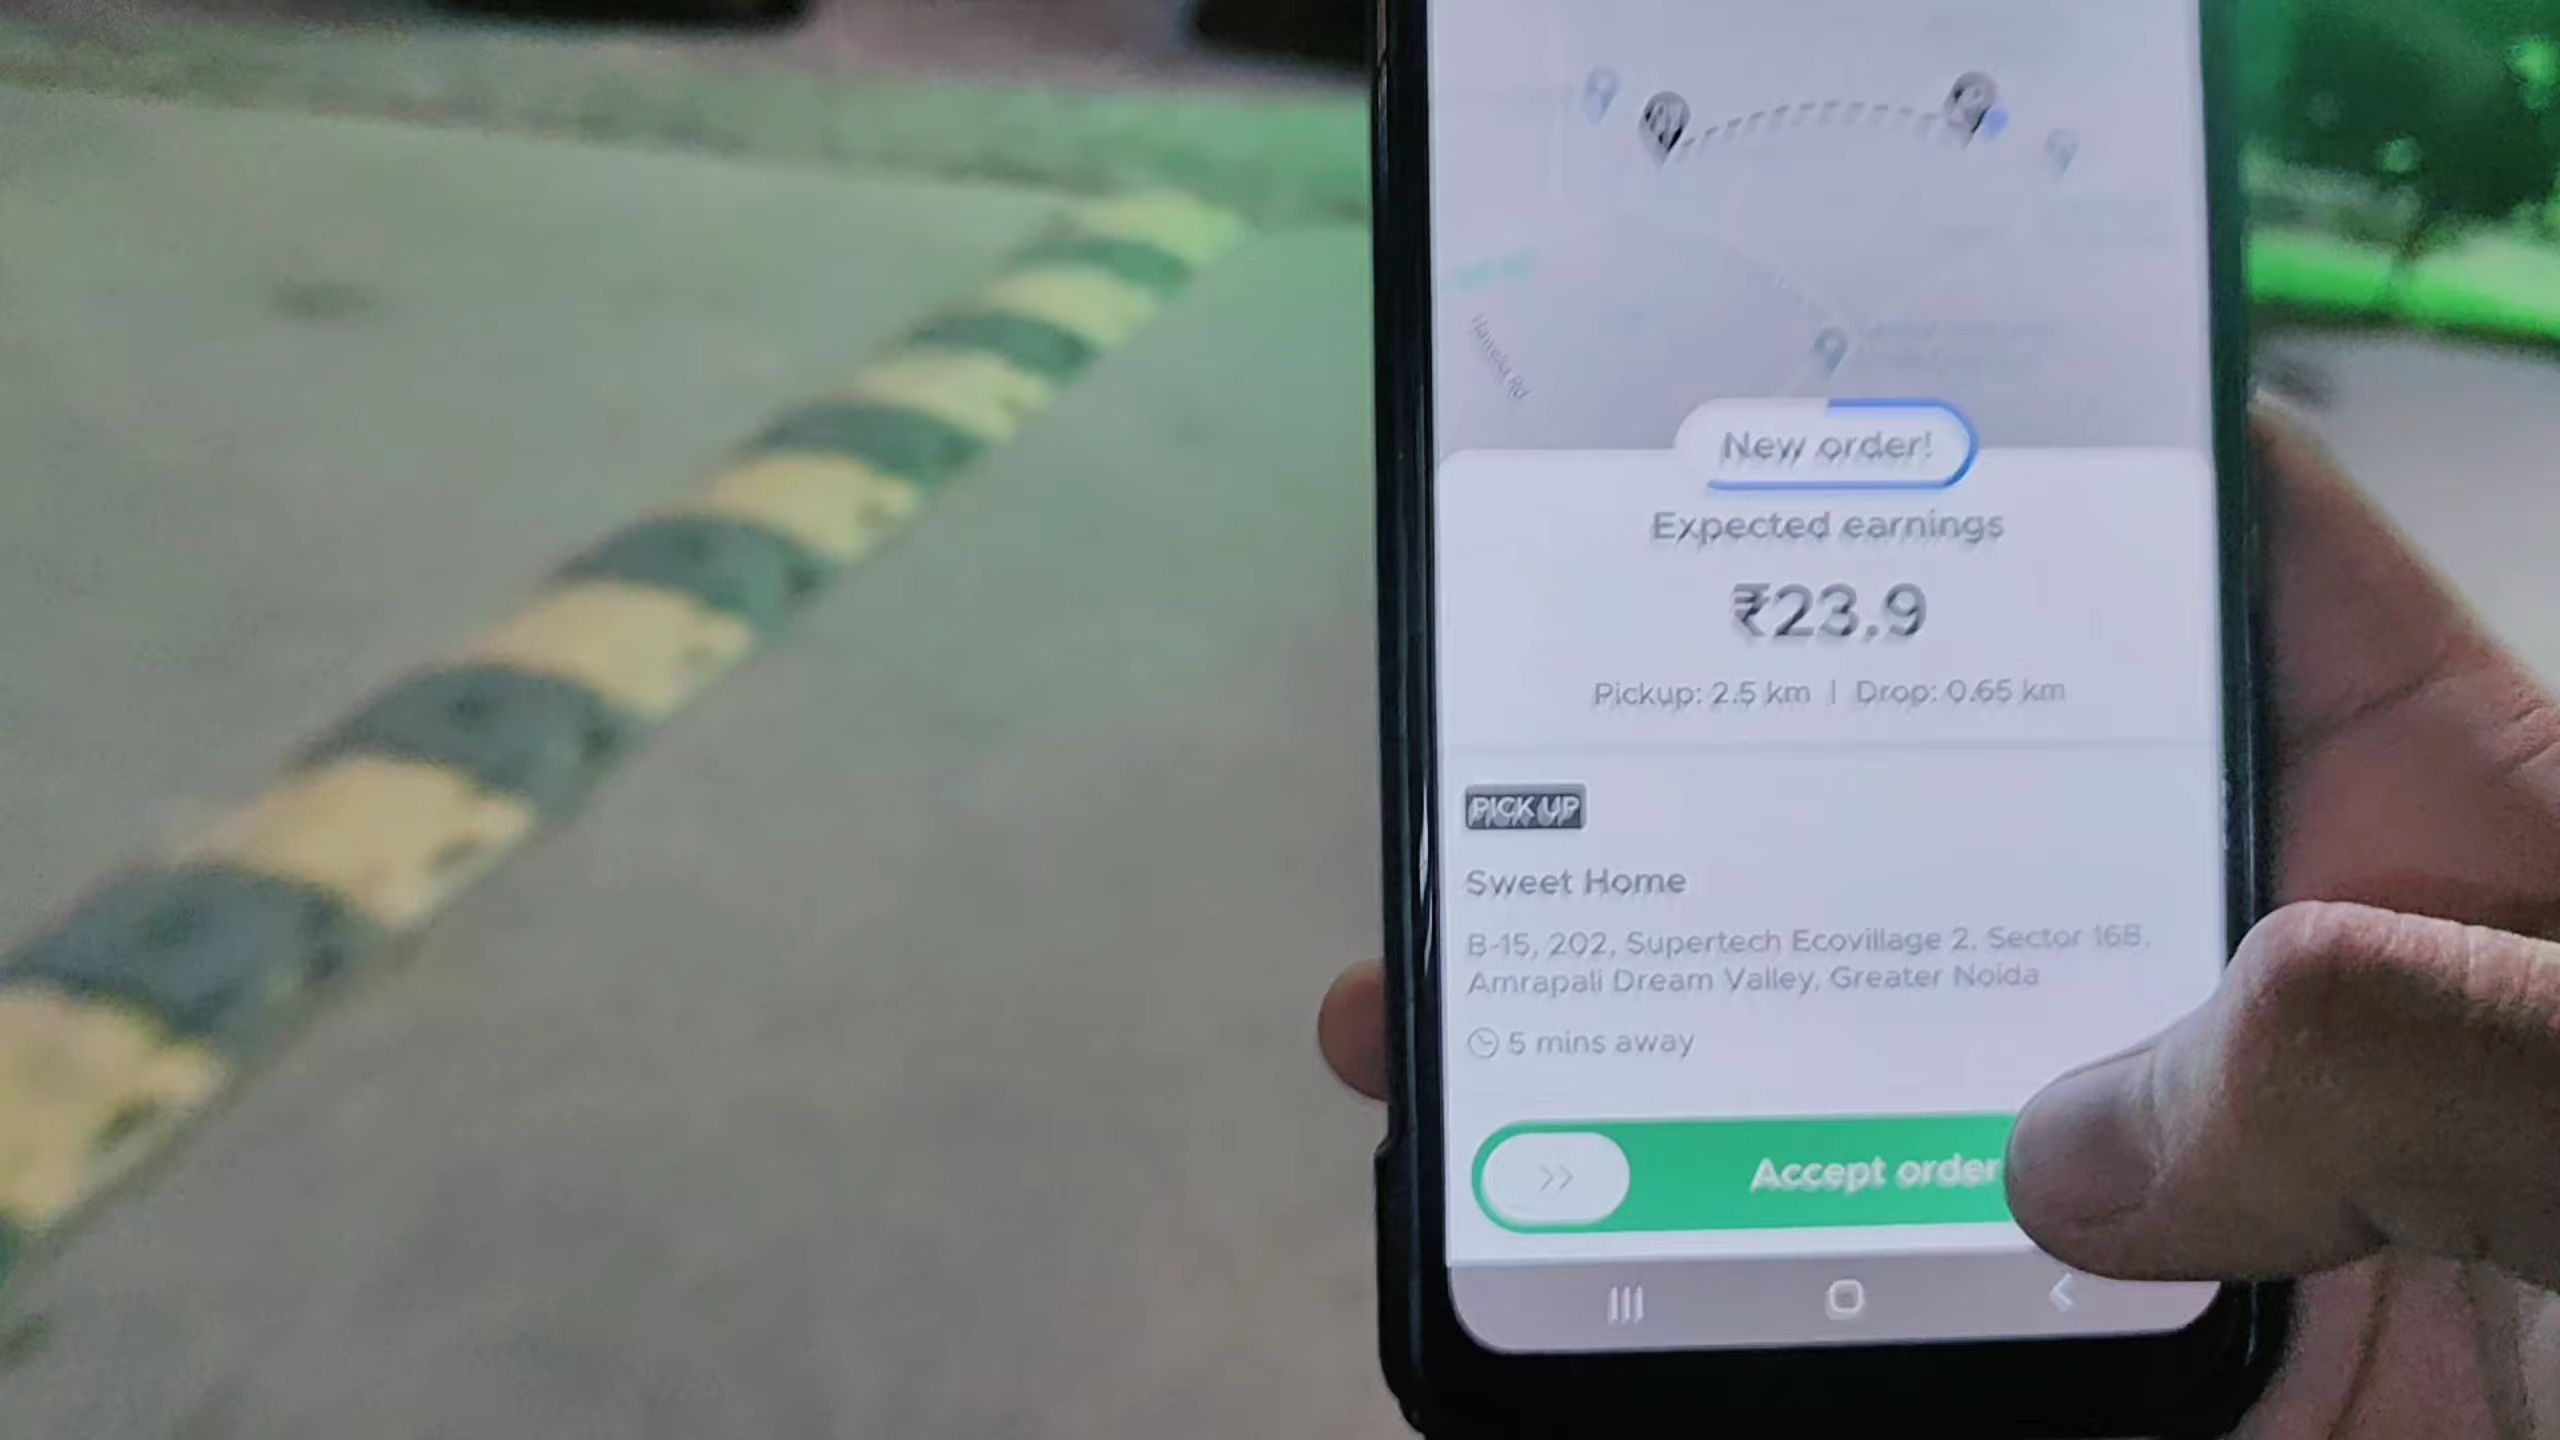 New order!
Expected earnings
₹23.9
Pickup: 2.5 km | Drop: 0.65 km
PICK UP
Sweet Home
B-15, 202, Supertech Ecovillage 2, Sector 16B,
Amrapali Dream Valley, Greater Noida
5 mins away
>> Accept order